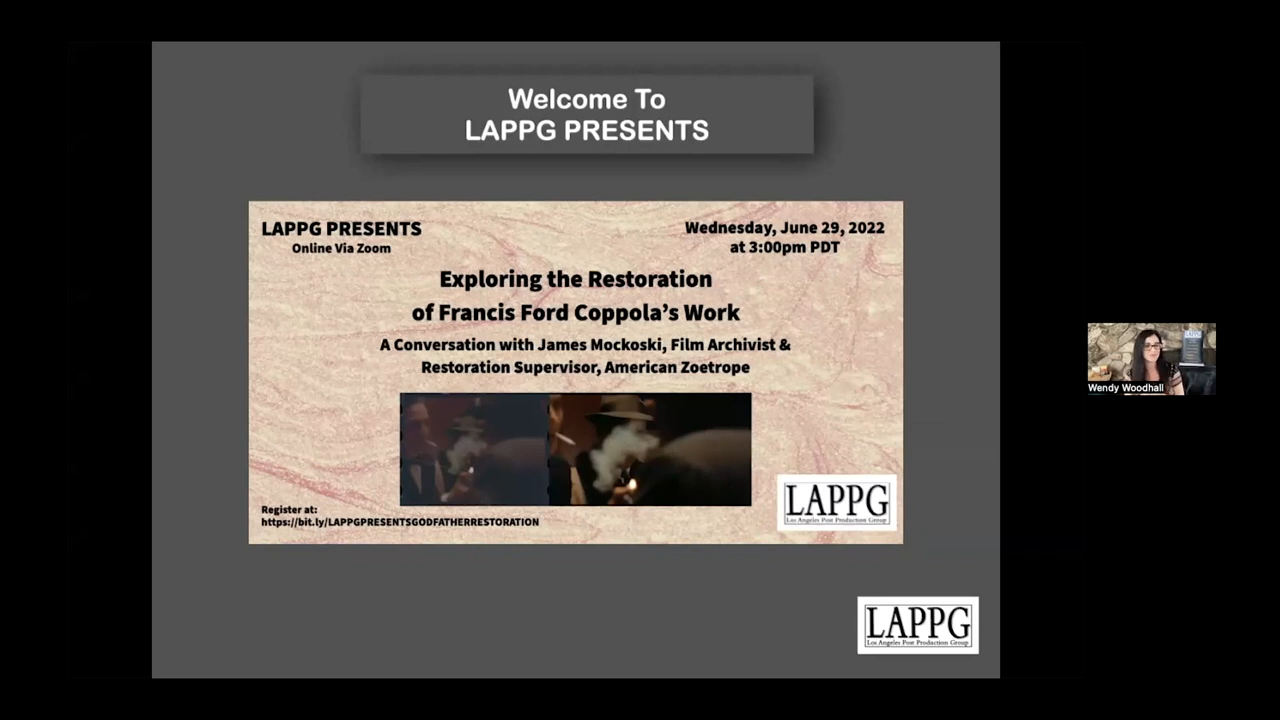 Welcome To
LAPPG PRESENTS
LAPPG PRESENTS
Online Via Zoom
Wednesday, June 29, 2022
at 3:00pm PDT
Exploring the Restoration
of Francis Ford Coppola's Work
A Conversation with James Mockoski, Film Archivist &
Restoration Supervisor, American Zoetrope
Register at:
https://bit.ly/LAPPGPRESENTSGODFATHERRESTORATION
LAPPG
Los Angeles Post Production Group
LAPPG
Los Angeles Post Production Group
Wendy Woodhall